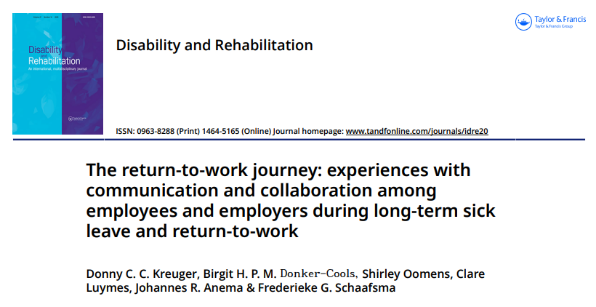 Taylor & Francis
Taylor & Francis Group
Disability and Rehabilitation
Disability
Rehabilitation
ISSN: 0963-8288 (Print) 1464-5165 (Online) Journal homepage: www.tandfonline.com/journals/idre20
The return-to-work journey: experiences with
communication and collaboration among
employees and employers during long-term sick
leave and return-to-work
Donny C. C. Kreuger, Birgit H. P. M. Donker-Cools, Shirley Oomens, Clare
Luymes, Johannes R. Anema & Frederieke G. Schaafsma